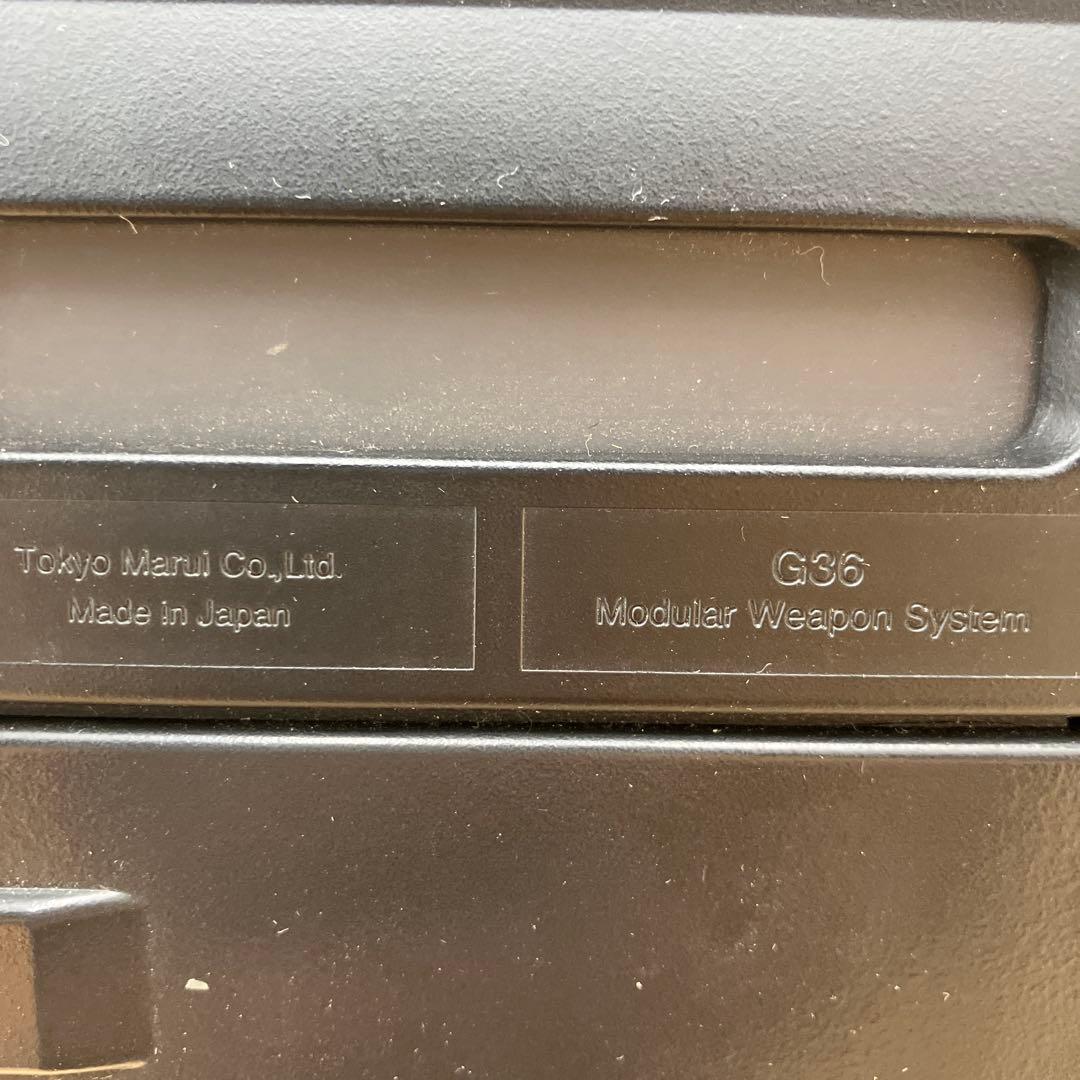 Tokyo Marui Co.,Ltd.
Made in Japan
G36
Modular Weapon System